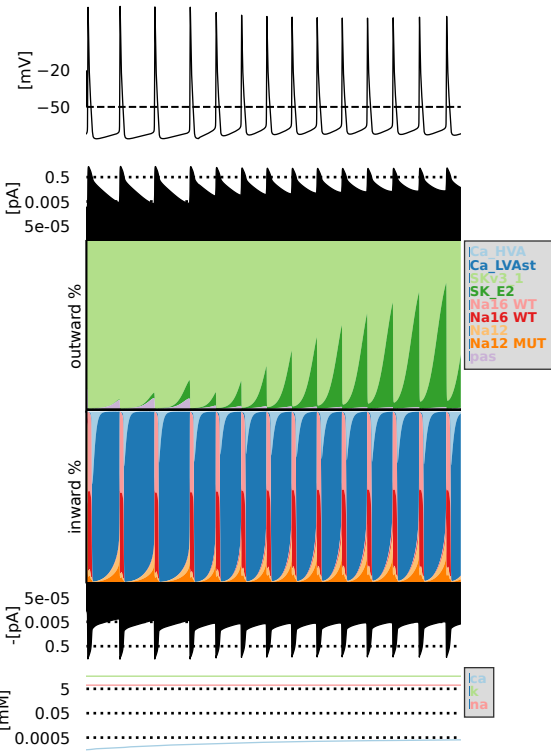 [mV]
−20
−50
[pA]
0.5
0.005
5e-05
outward %
Ca_HVA
Ca_LVAst
SKv3_1
SK_E2
Na16 WT
Na16 WT
Na12
Na12 MUT
pas
inward %
-[pA]
5e-05
0.005
0.5
[mM]
5
0.05
0.0005
ca
k
na